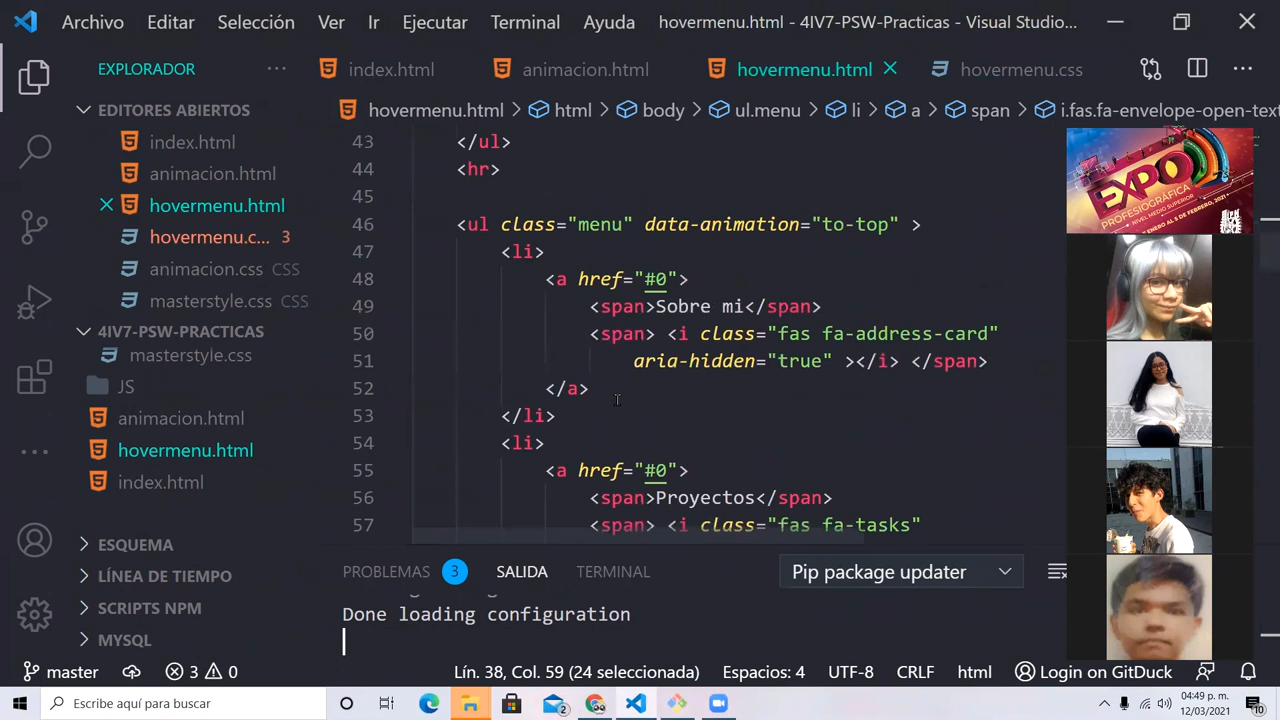 Archivo Editar Selección Ver Ir Ejecutar Terminal Ayuda hovermenu.html - 4IV7-PSW-Practicas - Visual Studio...
EXPLORADOR
index.html animacion.html hovermenu.html hovermenu.css
EDITORES ABIERTOS
hovermenu.html > html > body > ul.menu > li > a > span > i.fas.fa-envelope-open-text
index.html
animacion.html
hovermenu.html
hovermenu.c... 3
animacion.css CSS
masterstyle.css CSS
4IV7-PSW-PRACTICAS
masterstyle.css
JS
animacion.html
hovermenu.html
index.html
ESQUEMA
LÍNEA DE TIEMPO
SCRIPTS NPM
MYSQL
43 </ul>
44 <hr>
45
46 <ul class="menu" data-animation="to-top" >
47 <li>
48 <a href="#0">
49 <span>Sobre mi</span>
50 <span> <i class="fas fa-address-card"
51 aria-hidden="true" ></i> </span>
52 </a>
53 </li>
54 <li>
55 <a href="#0">
56 <span>Proyectos</span>
57 <span> <i class="fas fa-tasks"
EXPO
PROFESIOGRÁFICA
NIVEL MEDIO SUPERIOR
PROBLEMAS 3 SALIDA TERMINAL Pip package updater
Done loading configuration
master 3 0 Lín. 38, Col. 59 (24 seleccionada) Espacios: 4 UTF-8 CRLF html Login on GitDuck
Escribe aquí para buscar
2
04:49 p. m.
12/03/2021
10